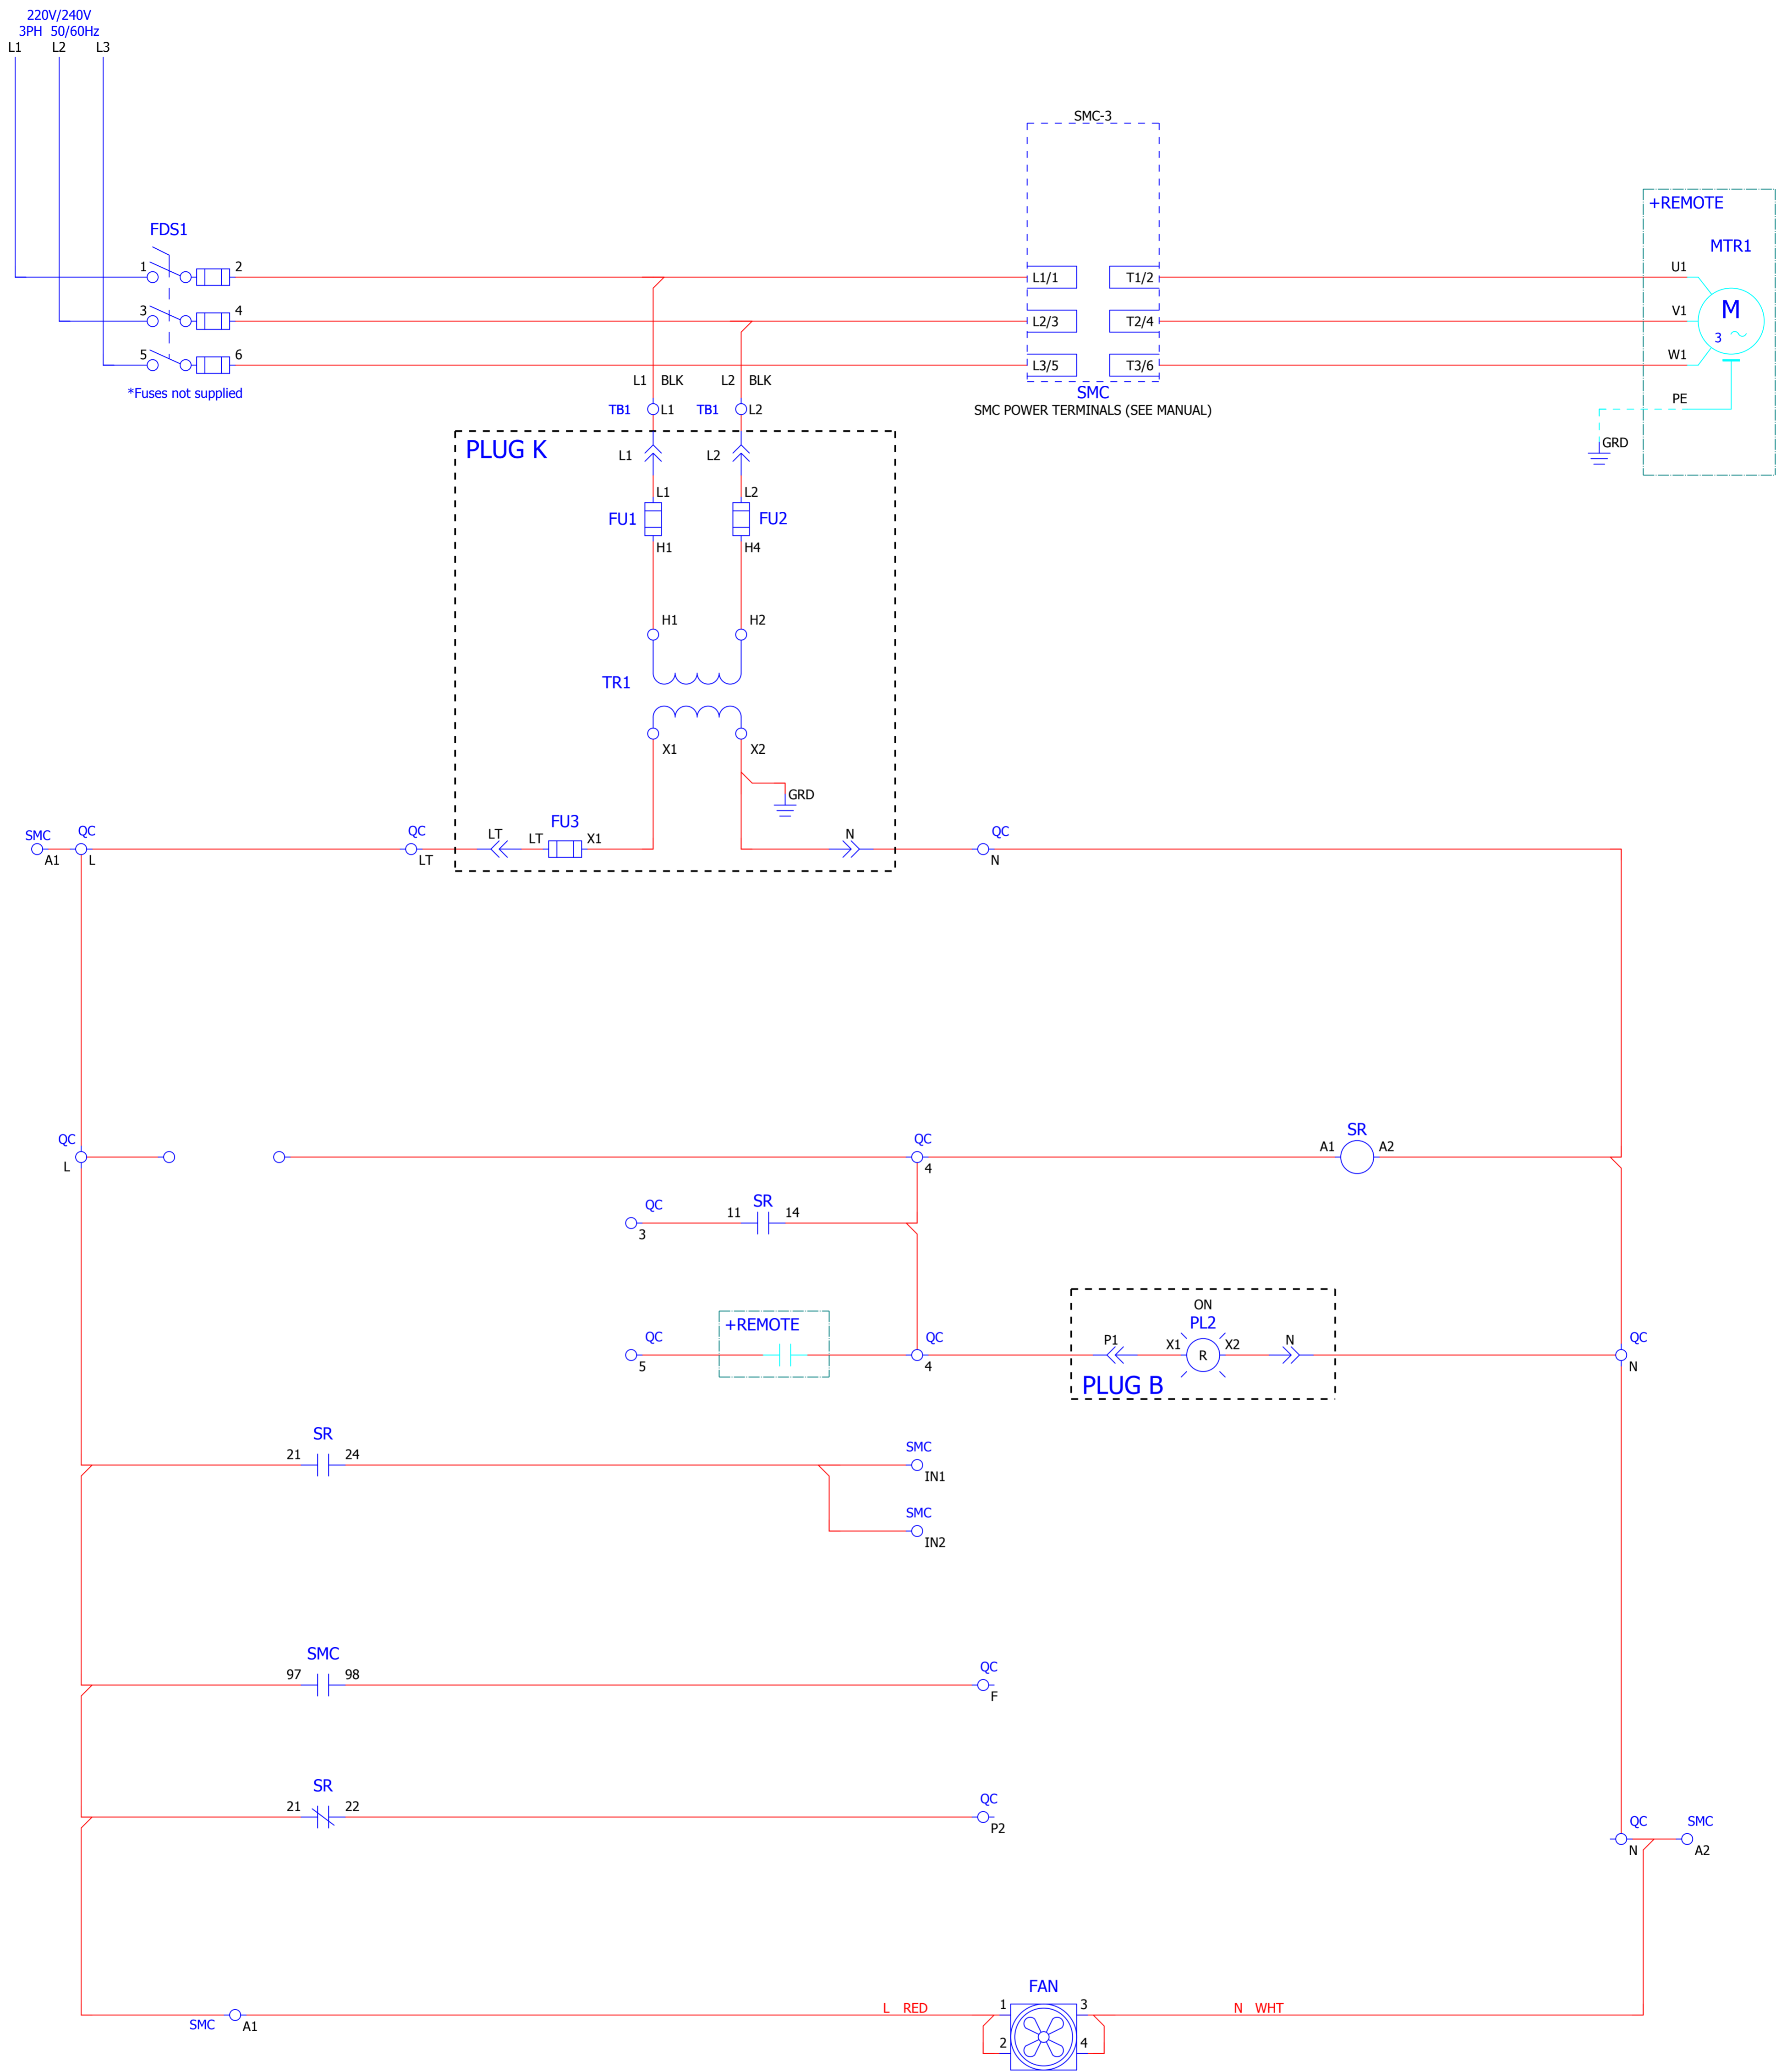 220V/240V
3PH 50/60Hz
L1 L2 L3
SMC-3
+REMOTE
FDS1
MTR1
1 2
L1/1 T1/2
U1
3 4
L2/3 T2/4
V1
M
3
5 6
L3/5 T3/6
W1
*Fuses not supplied
L1 BLK L2 BLK
SMC
PE
TB1 L1 TB1 L2
SMC POWER TERMINALS (SEE MANUAL)
PLUG K
L1 L2
GRD
L1 L2
FU1 FU2
H1 H4
H1 H2
TR1
X1 X2
GRD
FU3
SMC QC QC LT LT X1 N QC
A1 L LT N
QC QC SR
A1 A2
L 4
QC SR
11 14
3
ON
+REMOTE PL2
QC QC P1 X1 X2 N QC
R
5 4 N
PLUG B
SR SMC
21 24
IN1
SMC
IN2
SMC QC
97 98
F
SR QC
21 22
P2
QC SMC
N A2
FAN
L RED 1 3 N WHT
SMC A1
2 4